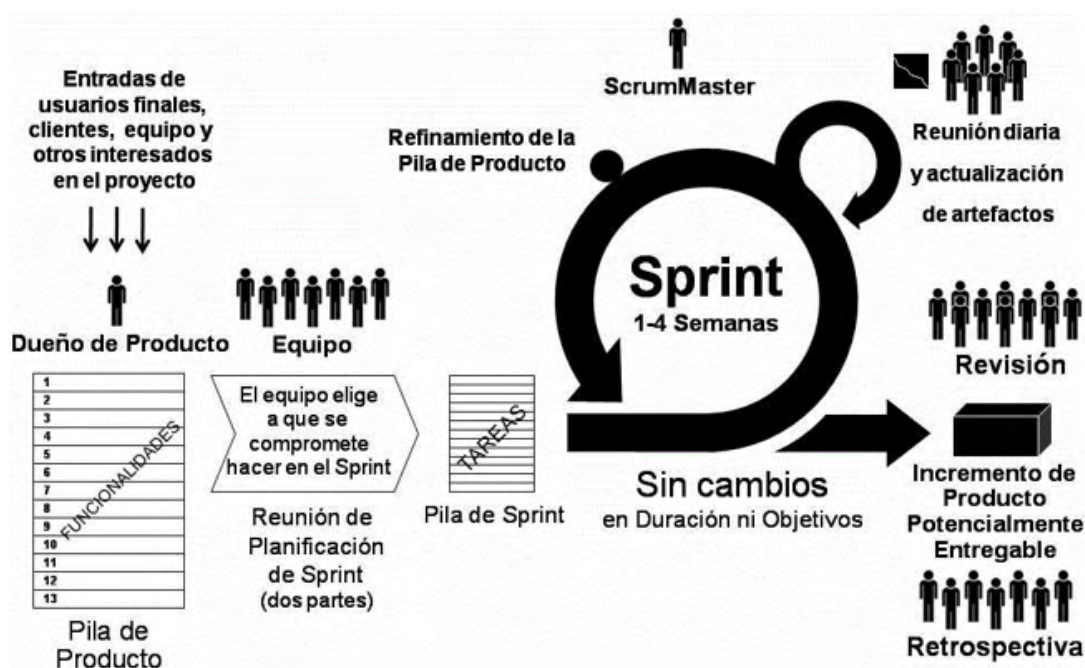 Entradas de
usuarios finales,
clientes, equipo y
otros interesados
en el proyecto
Dueño de Producto
1
2
3
4
5
6
7
8
9
10
11
12
13
FUNCIONALIDADES
Pila de
Producto
Equipo
El equipo elige
a que se
compromete
hacer en el Sprint
Reunión de
Planificación
de Sprint
(dos partes)
TAREAS
Pila de Sprint
Refinamiento de la
Pila de Producto
ScrumMaster
Sprint
1-4 Semanas
Sin cambios
en Duración ni Objetivos
Reunión diaria
y actualización
de artefactos
Revisión
Incremento de
Producto
Potencialmente
Entregable
Retrospectiva